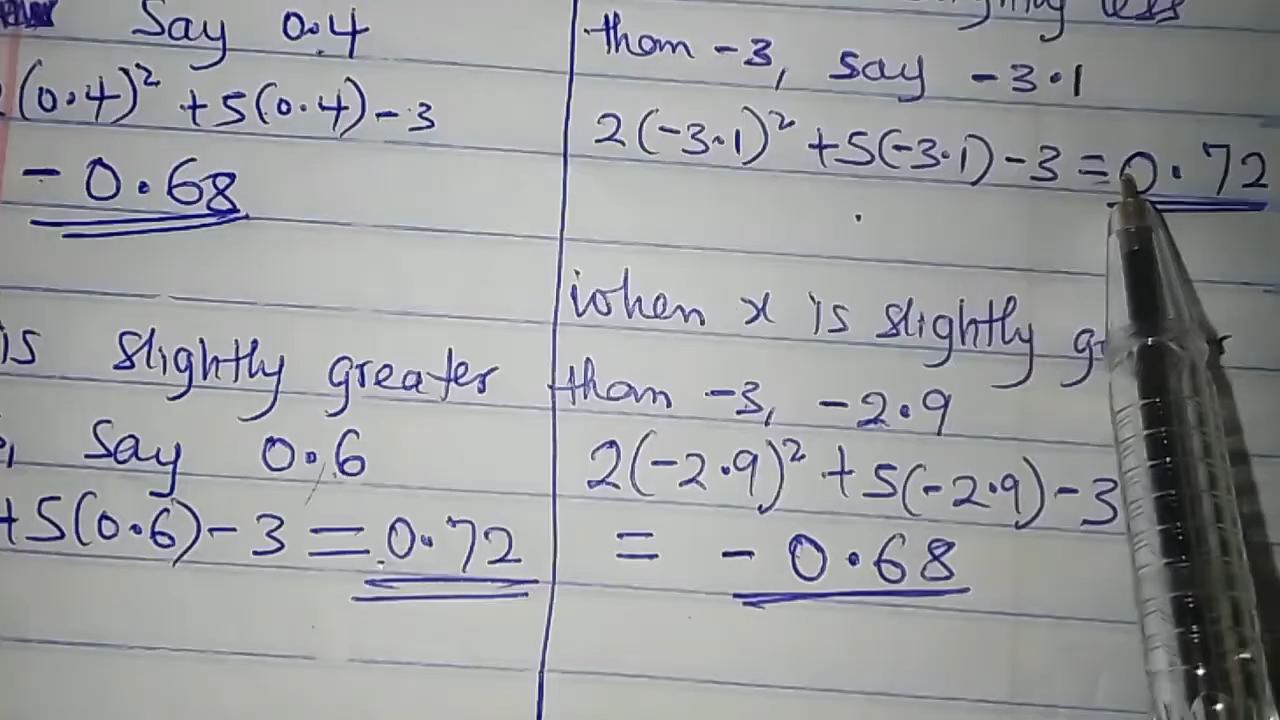 Say 0.4
(0.4)² + 5(0.4) - 3
- 0.68
is slightly greater
Say 0.6
+5(0.6) - 3 = 0.72
less
than -3, say -3.1
2(-3.1)² + 5(-3.1) - 3 = 0.72
when x is slightly
than -3, -2.9
2(-2.9)² + 5(-2.9) - 3
= - 0.68